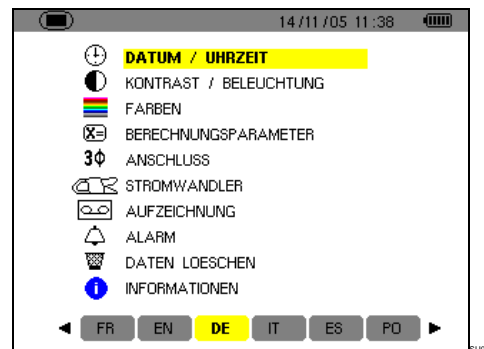 14/11/05 11:38
DATUM / UHRZEIT
KONTRAST / BELEUCHTUNG
FARBEN
X= BERECHNUNGSPARAMETER
3Φ ANSCHLUSS
STROMWANDLER
AUFZEICHNUNG
ALARM
DATEN LOESCHEN
i INFORMATIONEN
FR EN DE IT ES PO